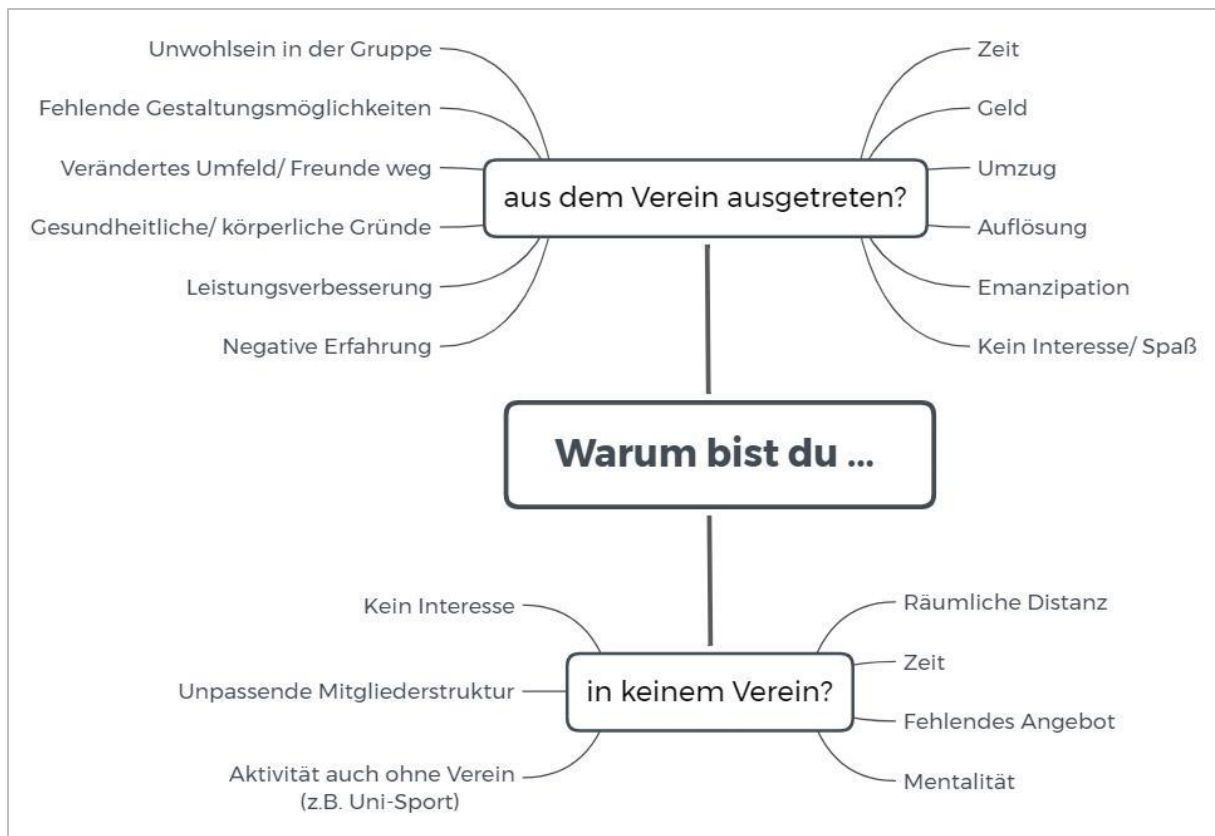 Unwohlsein in der Gruppe
Fehlende Gestaltungsmöglichkeiten
Verändertes Umfeld/ Freunde weg
Gesundheitliche/ körperliche Gründe
Leistungsverbesserung
Negative Erfahrung
aus dem Verein ausgetreten?
Zeit
Geld
Umzug
Auflösung
Emanzipation
Kein Interesse/ Spaß
Warum bist du ...
Kein Interesse
Unpassende Mitgliederstruktur
Aktivität auch ohne Verein
(z.B. Uni-Sport)
in keinem Verein?
Räumliche Distanz
Zeit
Fehlendes Angebot
Mentalität